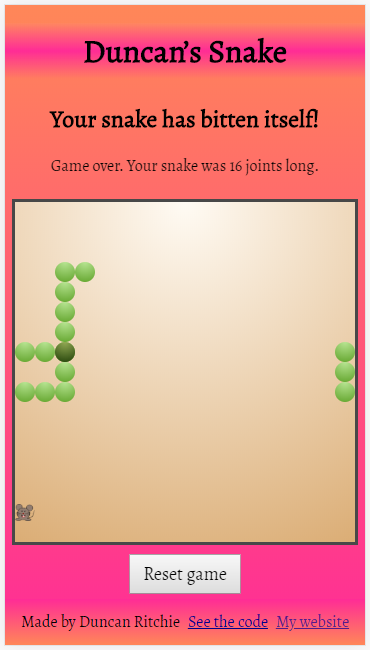 Duncan’s Snake
Your snake has bitten itself!
Game over. Your snake was 16 joints long.
Reset game
Made by Duncan Ritchie See the code My website